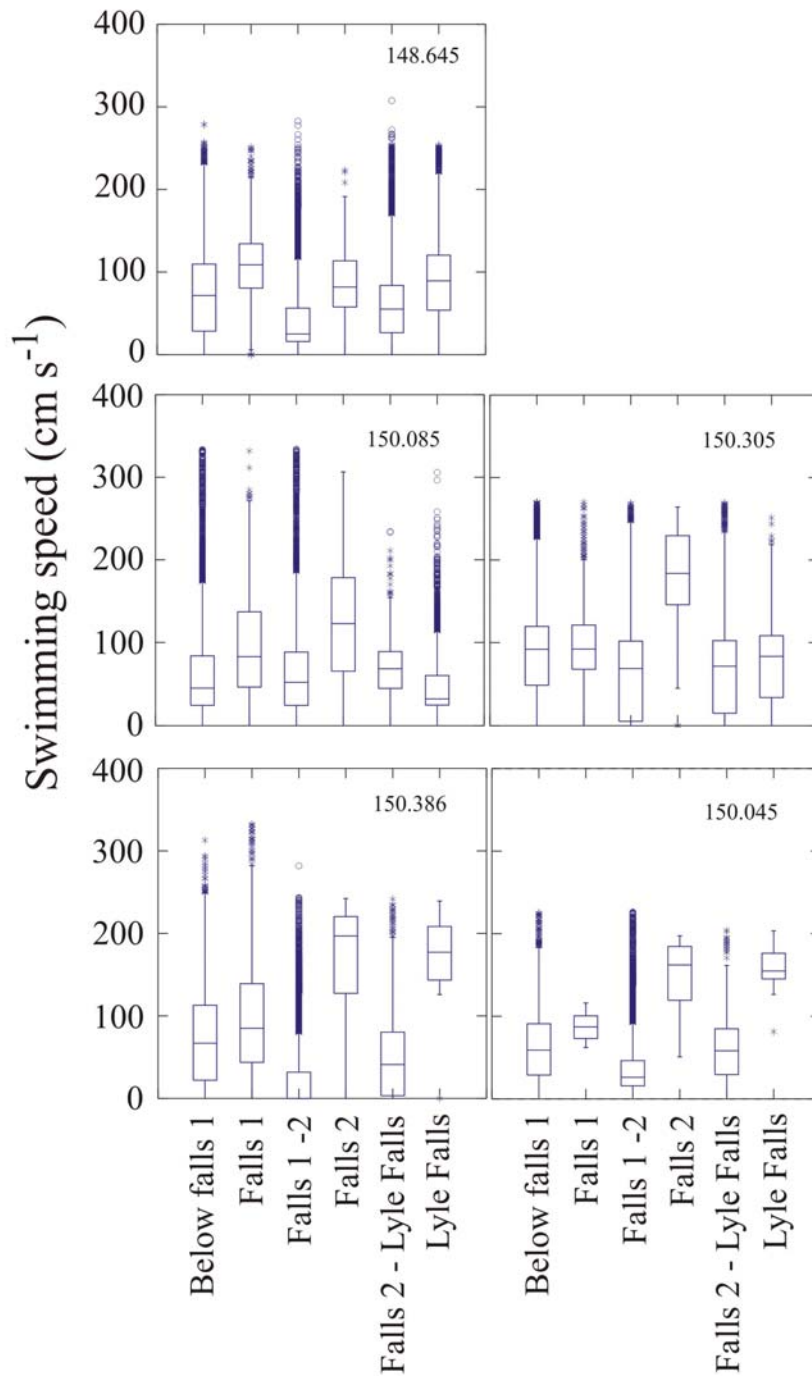 Swimming speed (cm s⁻¹)
400
300
200
100
0
148.645
400
300
200
100
0
150.085
150.305
400
300
200
100
0
150.386
150.045
Below falls 1
Falls 1
Falls 1 -2
Falls 2
Falls 2 - Lyle Falls
Lyle Falls
Below falls 1
Falls 1
Falls 1 -2
Falls 2
Falls 2 - Lyle Falls
Lyle Falls